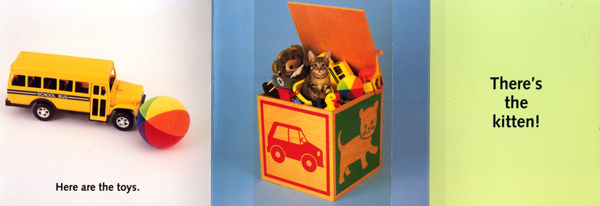 SCHOOL BUS
Here are the toys.
There's
the
kitten!